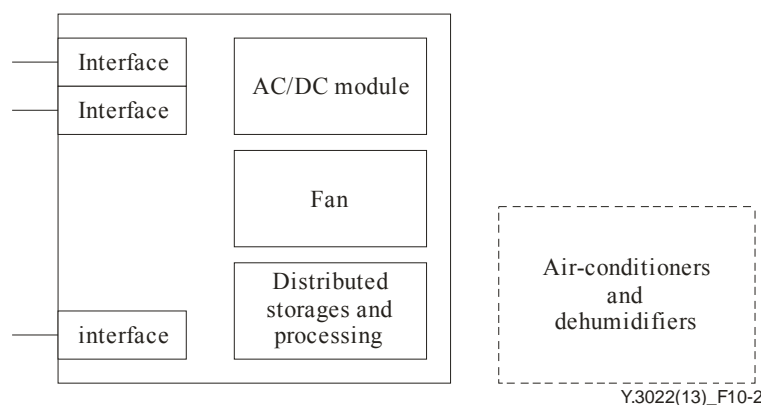 Interface
Interface
AC/DC module
Fan
Distributed
storages and
processing
interface
Air-conditioners
and
dehumidifiers
Y.3022(13)_F10-2